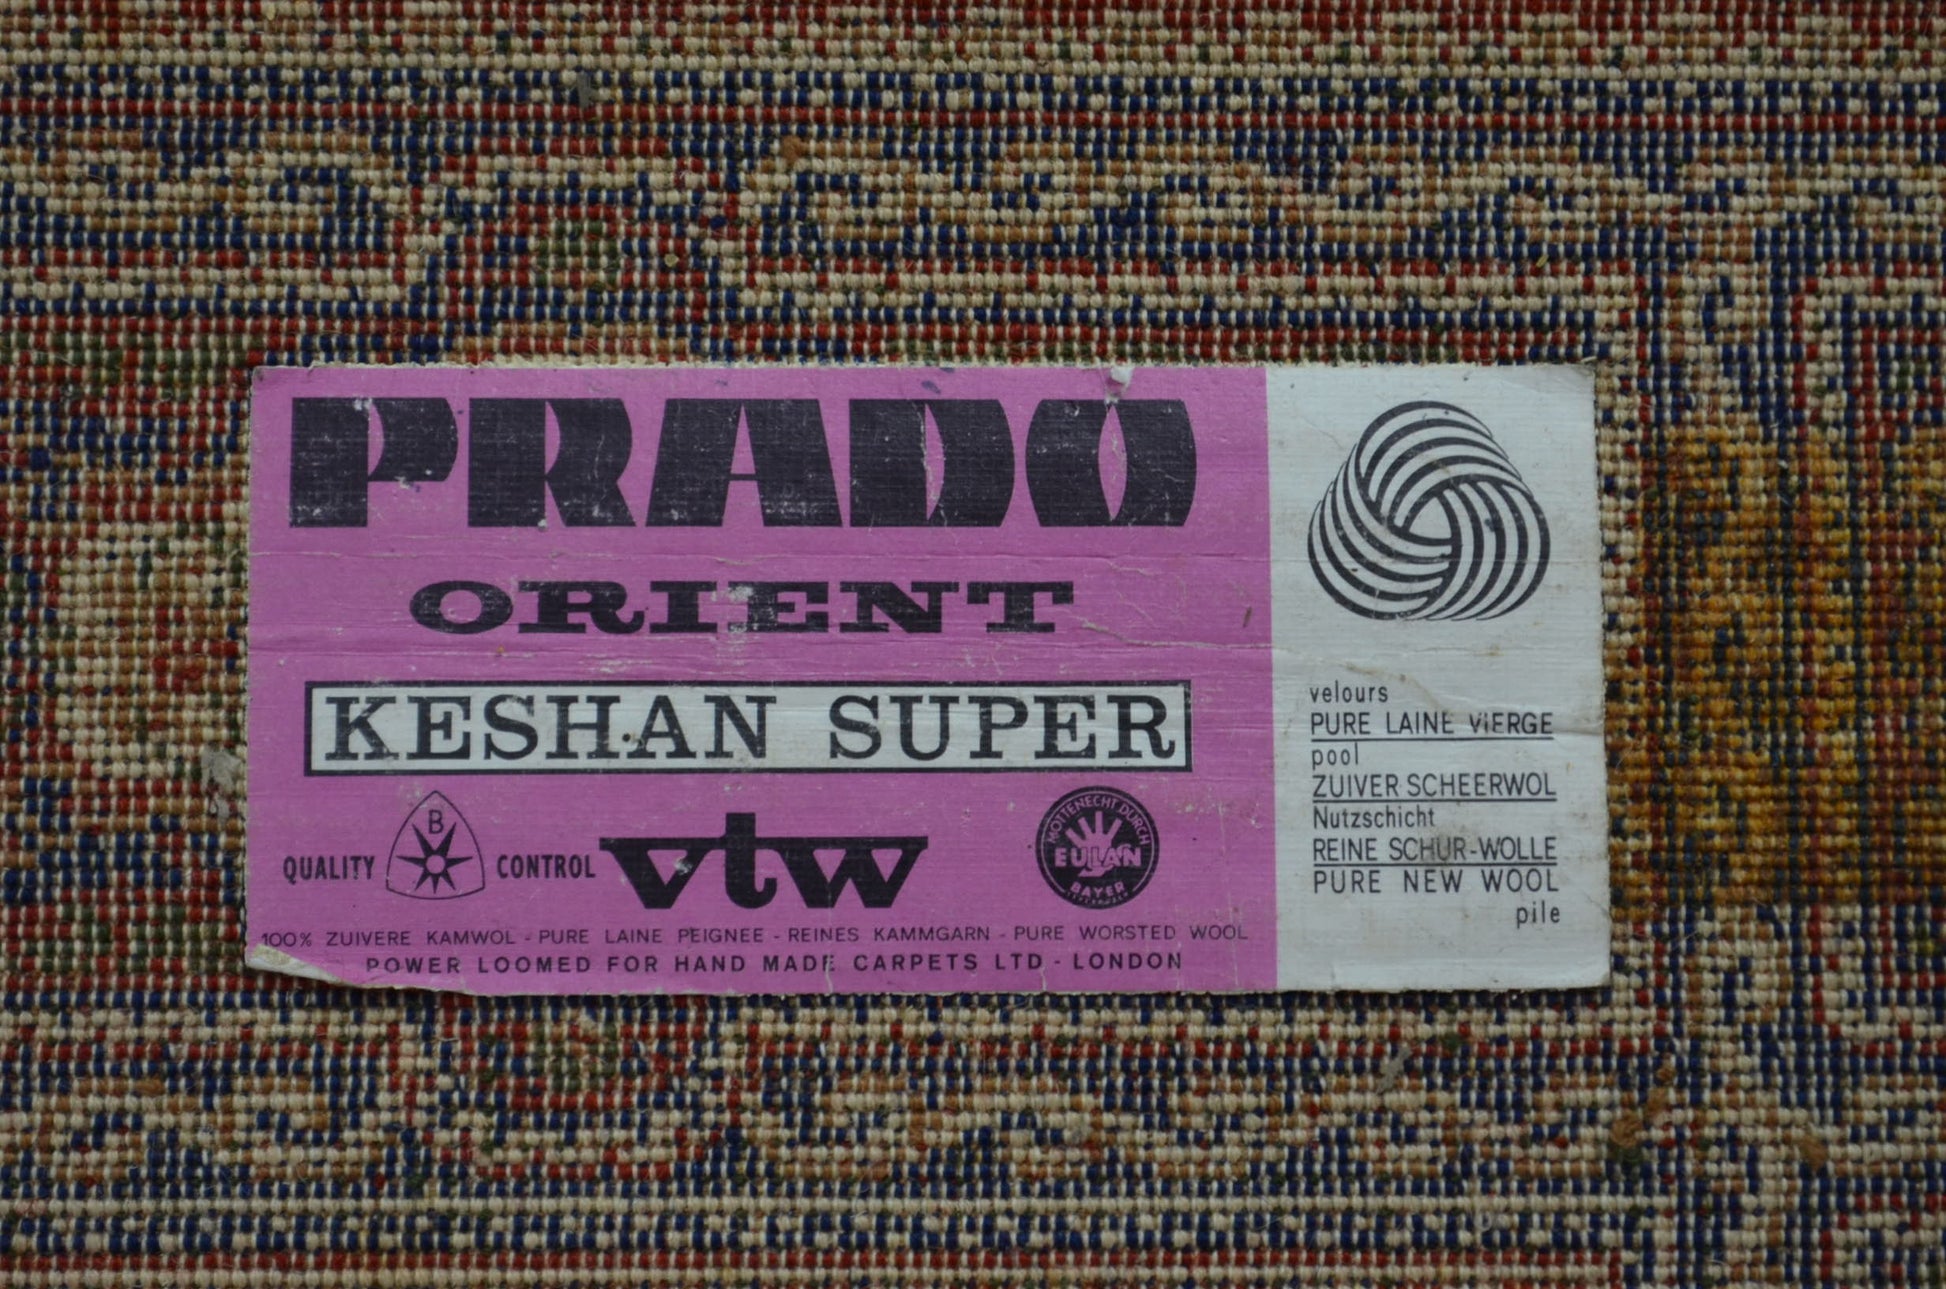 PRADO
ORIENT
KESHAN SUPER
QUALITY B CONTROL
vtw
MOTTENECHT DURCH
EULAN
BAYER
100% ZUIVERE KAMWOL - PURE LAINE PEIGNEE - REINES KAMMGARN - PURE WORSTED WOOL
POWER LOOMED FOR HAND MADE CARPETS LTD - LONDON
velours
PURE LAINE VIERGE
pool
ZUIVER SCHEERWOL
Nutzschicht
REINE SCHUR-WOLLE
PURE NEW WOOL
pile